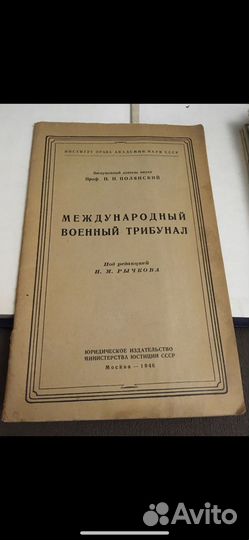 ИНСТИТУТ ПРАВА АКАДЕМИИ НАУК СССР
Заслуженный деятель науки
Проф. Н. Н. ПОЛЯНСКИЙ
МЕЖДУНАРОДНЫЙ
ВОЕННЫЙ ТРИБУНАЛ
Под редакцией
Н. М. РЫЧКОВА
ЮРИДИЧЕСКОЕ ИЗДАТЕЛЬСТВО
МИНИСТЕРСТВА ЮСТИЦИИ СССР
Москва — 1946
Avito